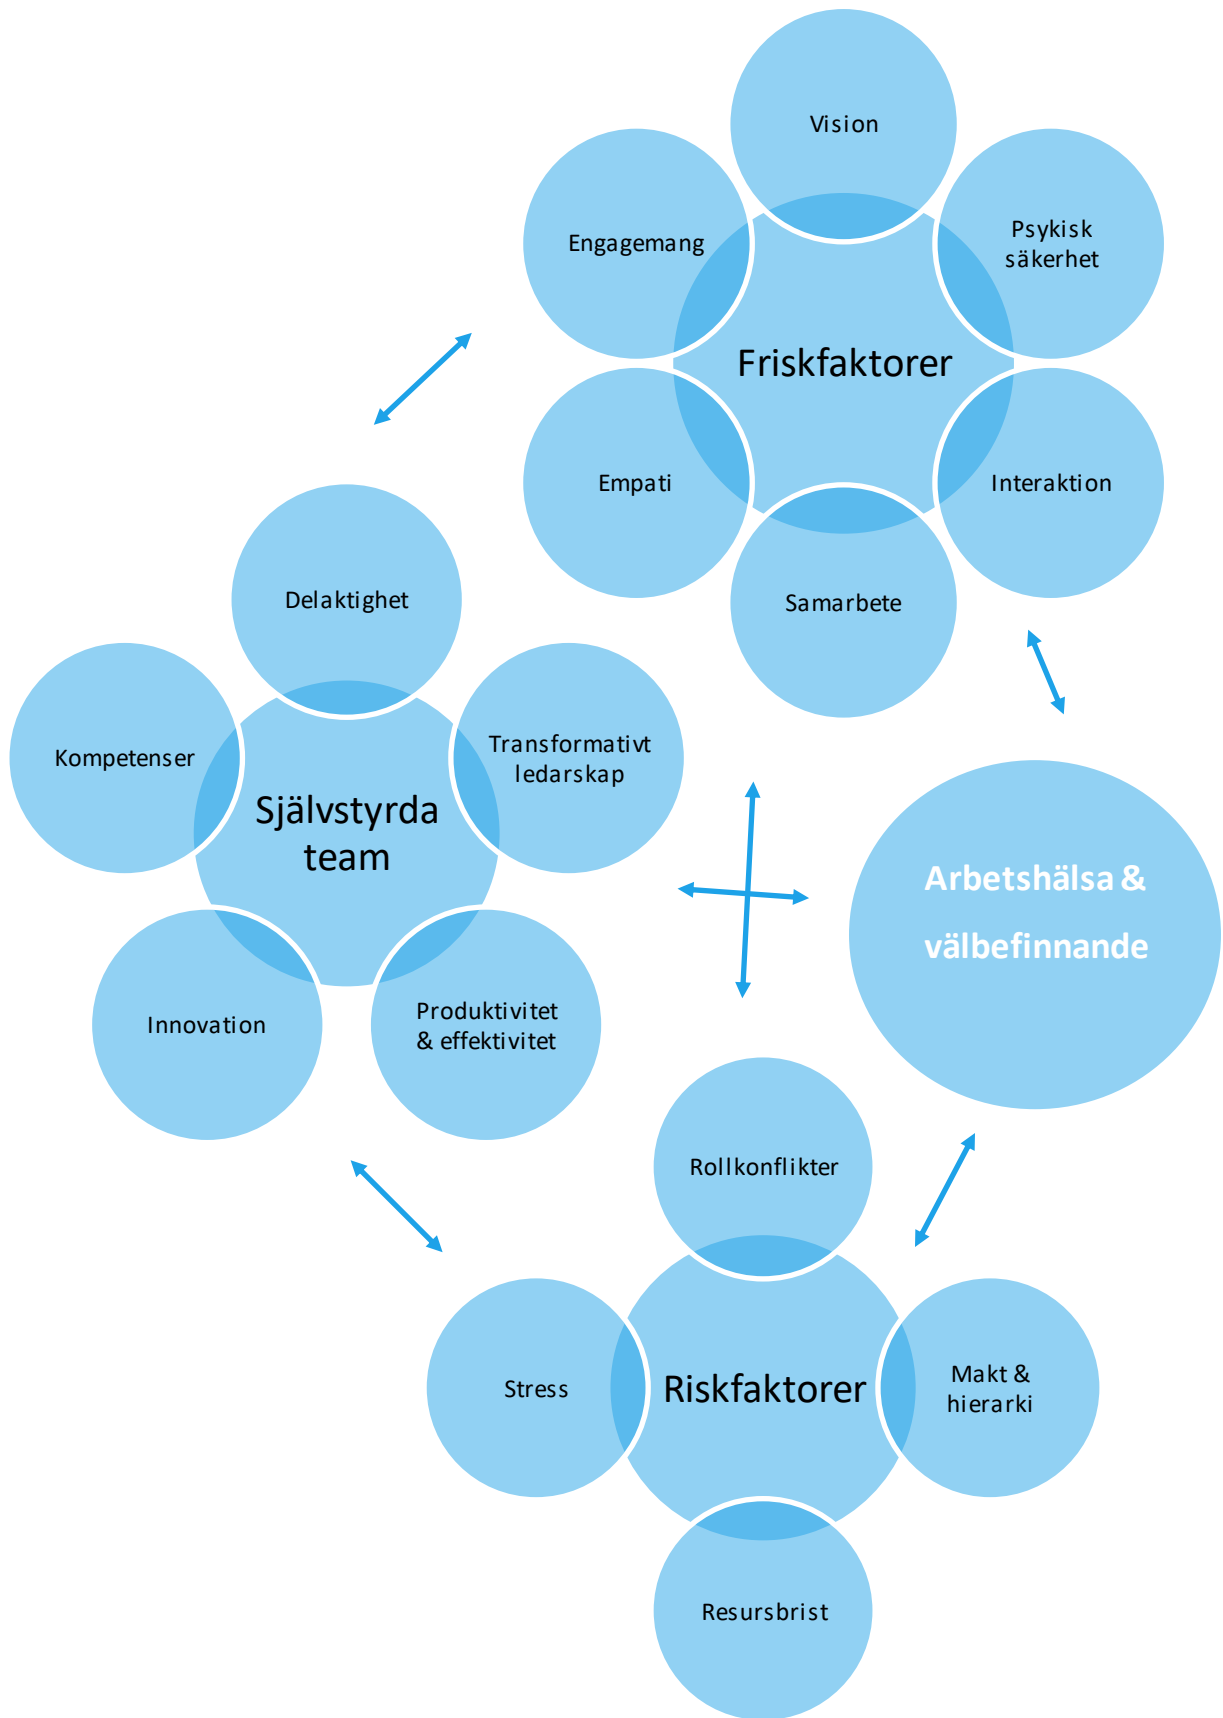 Vision
Engagemang
Psykisk
säkerhet
Friskfaktorer
Empati
Interaktion
Samarbete
Delaktighet
Kompetenser
Transformativt
ledarskap
Självstyrda
team
Innovation
Produktivitet
& effektivitet
Arbetshälsa &
välbefinnande
Rollkonflikter
Stress
Riskfaktorer
Makt &
hierarki
Resursbrist